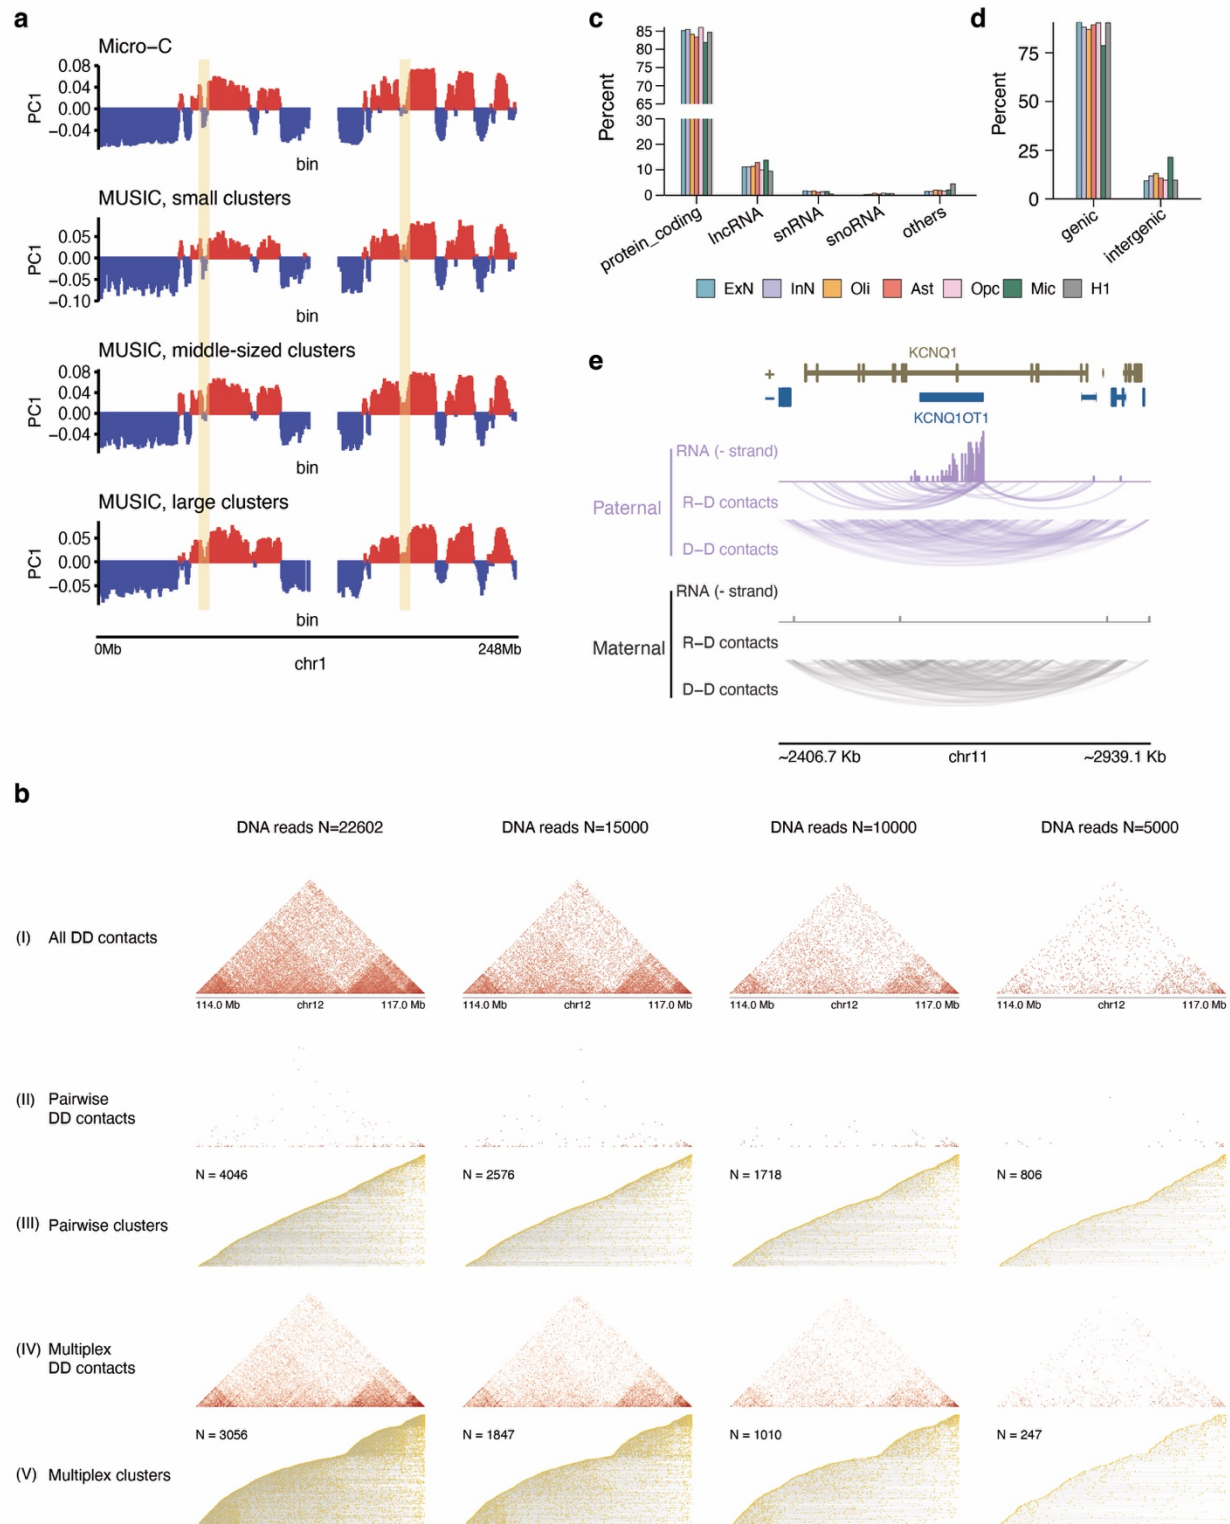 a
Micro−C
0.08
0.04
0.00
−0.04
PC1
bin
MUSIC, small clusters
0.05
0.00
−0.05
−0.10
PC1
bin
MUSIC, middle-sized clusters
0.08
0.04
0.00
−0.04
PC1
bin
MUSIC, large clusters
0.05
0.00
−0.05
PC1
bin
0Mb
248Mb
chr1
c
85
80
75
70
65
30
20
10
0
Percent
protein_coding
lncRNA
snRNA
snoRNA
others
d
75
50
25
0
Percent
genic
intergenic
ExN InN Oli Ast Opc Mic H1
e
KCNQ1
+
−
KCNQ1OT1
RNA (- strand)
Paternal
R−D contacts
D−D contacts
RNA (- strand)
Maternal
R−D contacts
D−D contacts
~2406.7 Kb chr11 ~2939.1 Kb
b
DNA reads N=22602 DNA reads N=15000 DNA reads N=10000 DNA reads N=5000
(I) All DD contacts
114.0 Mb chr12 117.0 Mb 114.0 Mb chr12 117.0 Mb 114.0 Mb chr12 117.0 Mb 114.0 Mb chr12 117.0 Mb
(II) Pairwise
DD contacts
N = 4046 N = 2576 N = 1718 N = 806
(III) Pairwise clusters
(IV) Multiplex
DD contacts
N = 3056 N = 1847 N = 1010 N = 247
(V) Multiplex clusters